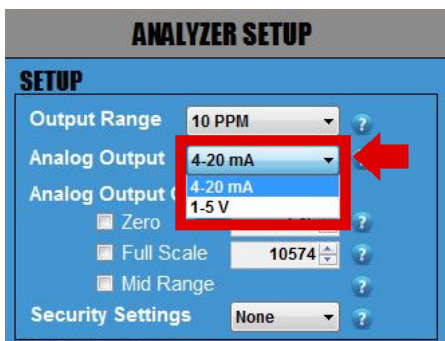 ANALYZER SETUP
SETUP
Output Range 10 PPM ?
Analog Output 4-20 mA
4-20 mA
1-5 V
Analog Output
Zero ?
Full Scale 10574 ?
Mid Range ?
Security Settings None ?